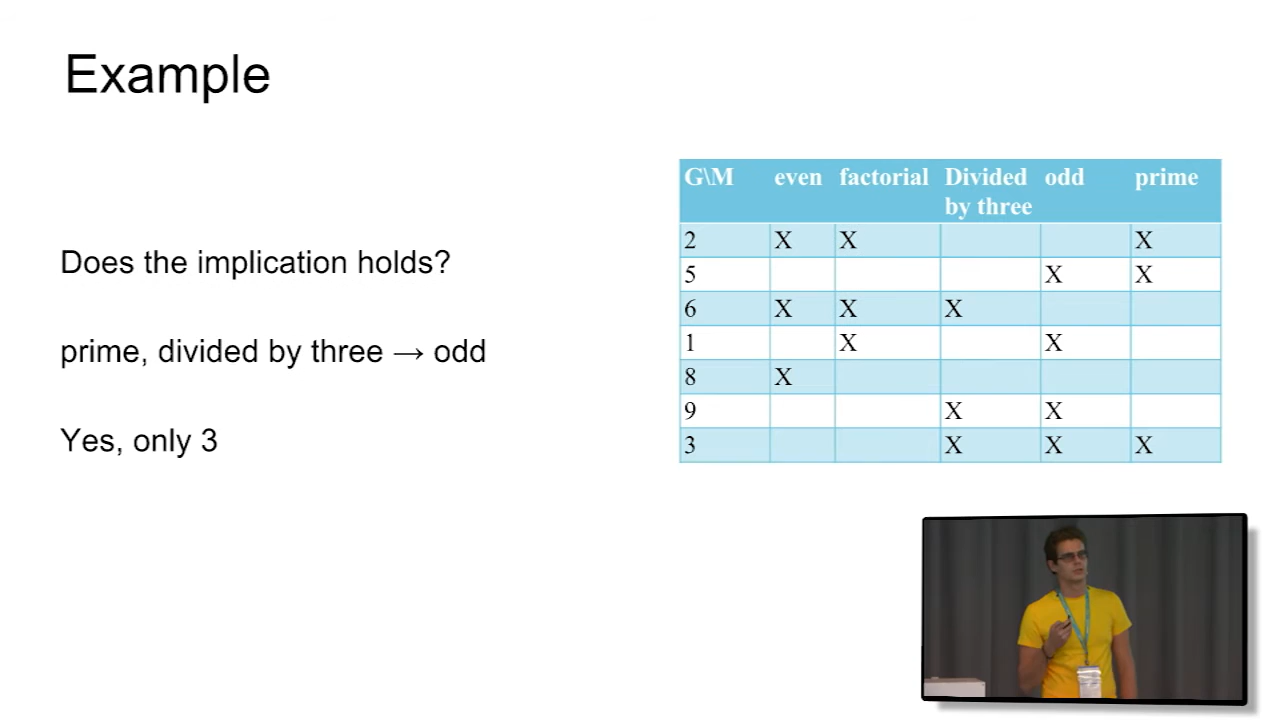 Example
Does the implication holds?
prime, divided by three → odd
Yes, only 3
G\M even factorial Divided by three odd prime
2 X X X
5 X X
6 X X X
1 X X
8 X
9 X X
3 X X X